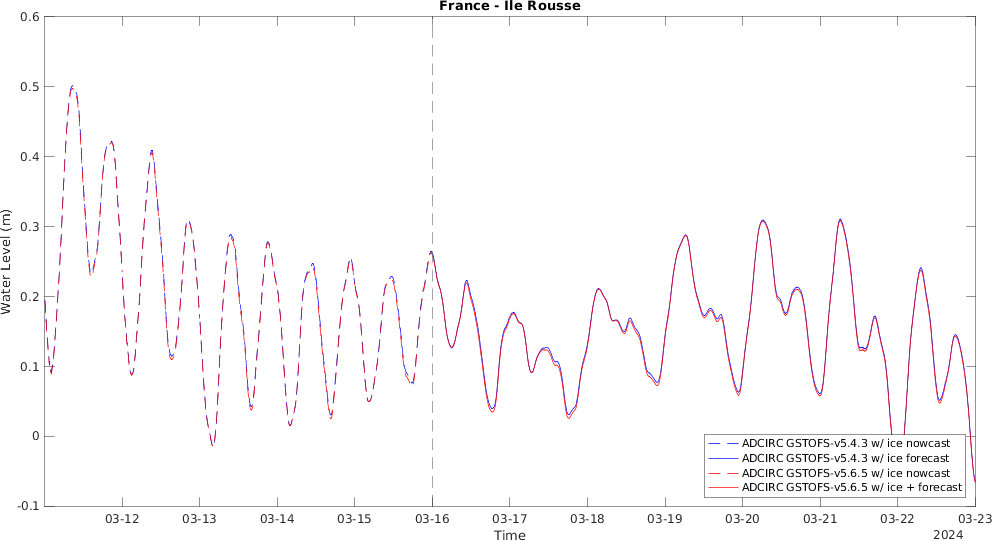 France - Ile Rousse
Water Level (m)
0.6
0.5
0.4
0.3
0.2
0.1
0
-0.1
ADCIRC GSTOFS-v5.4.3 w/ ice nowcast
ADCIRC GSTOFS-v5.4.3 w/ ice forecast
ADCIRC GSTOFS-v5.6.5 w/ ice nowcast
ADCIRC GSTOFS-v5.6.5 w/ ice + forecast
03-12 03-13 03-14 03-15 03-16 03-17 03-18 03-19 03-20 03-21 03-22 03-23
Time
2024